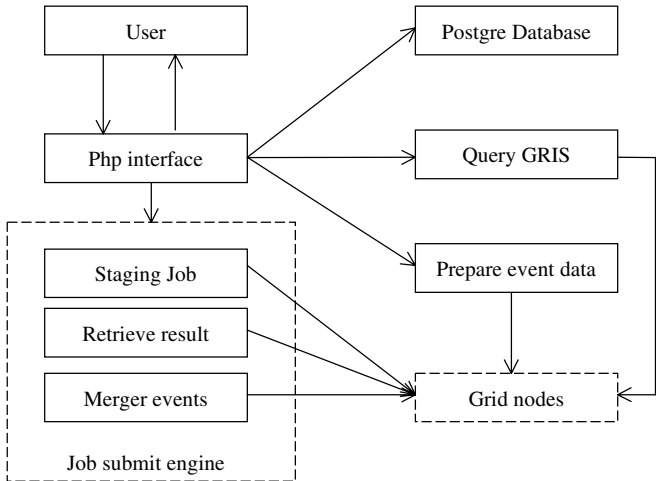 User
Postgre Database
Php interface
Query GRIS
Staging Job
Prepare event data
Retrieve result
Merger events
Grid nodes
Job submit engine